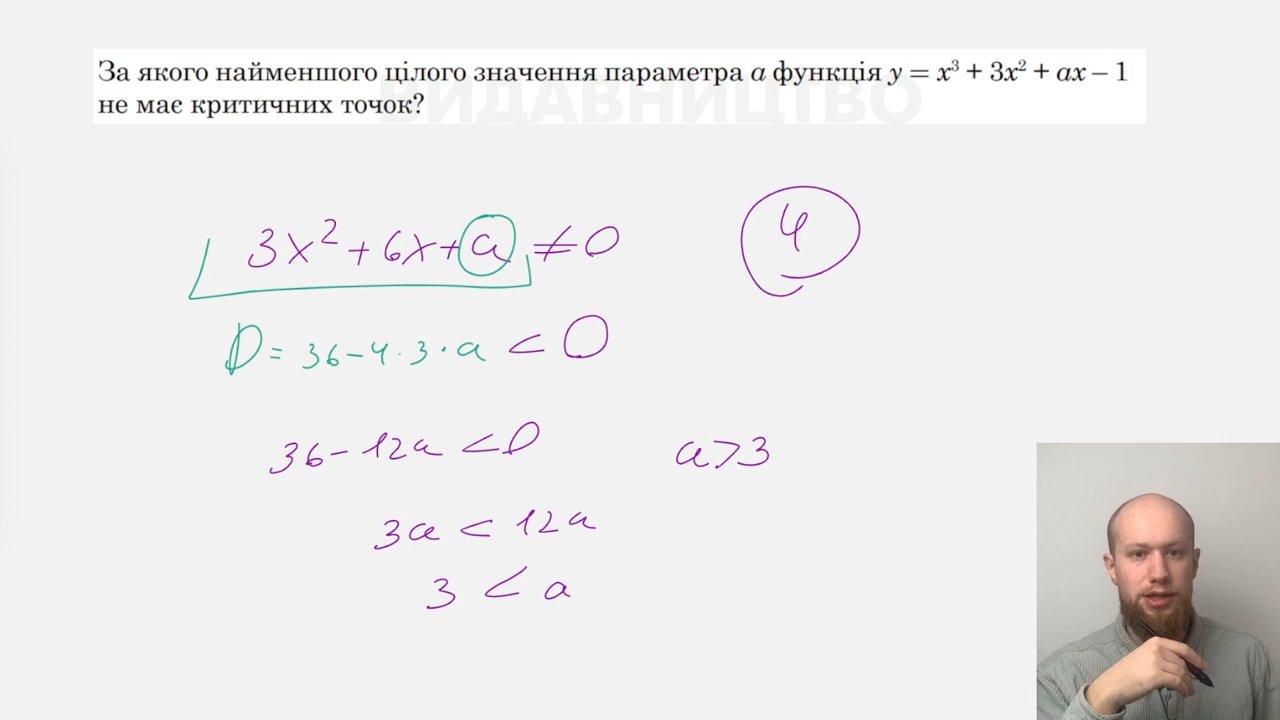 За якого найменшого цілого значення параметра a функція y = x³ + 3x² + ax – 1
не має критичних точок?
ВИДАВНИЦТВО
3x² + 6x + a ≠ 0
4
D = 36 – 4 · 3 · a < 0
36 – 12a < 0
a > 3
3a < 12a
3 < a